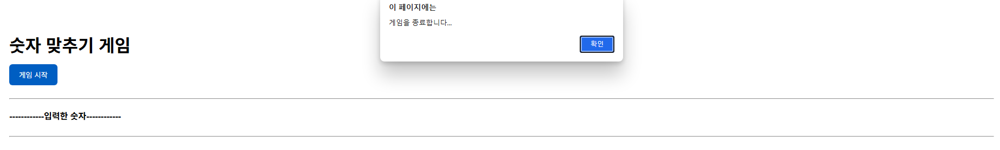 이 페이지에는
게임을 종료합니다...
확인
숫자 맞추기 게임
게임 시작
------------입력한 숫자------------